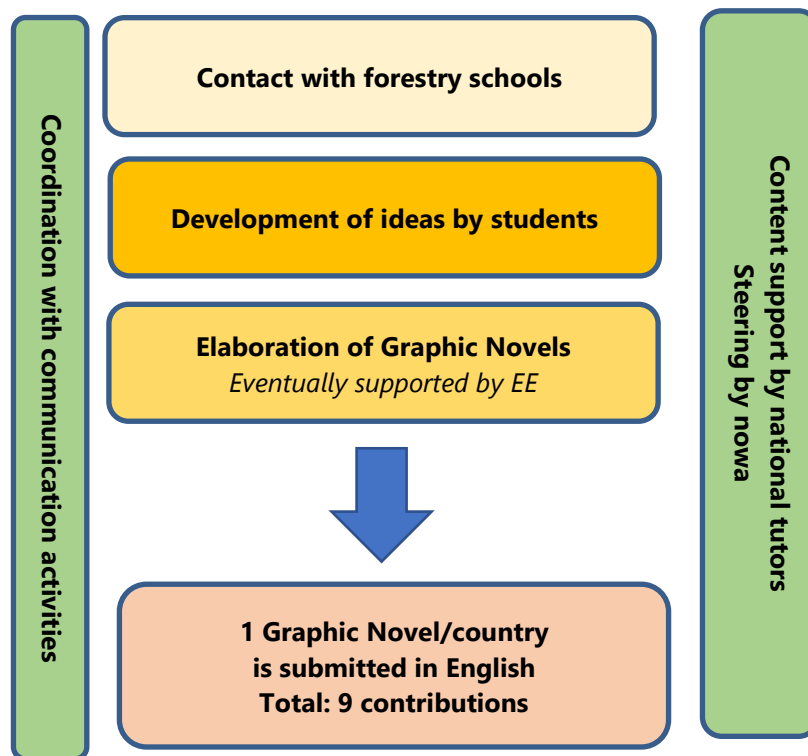 Coordination with communication activities
Contact with forestry schools
Development of ideas by students
Elaboration of Graphic Novels
Eventually supported by EE
1 Graphic Novel/country
is submitted in English
Total: 9 contributions
Content support by national tutors
Steering by nowa